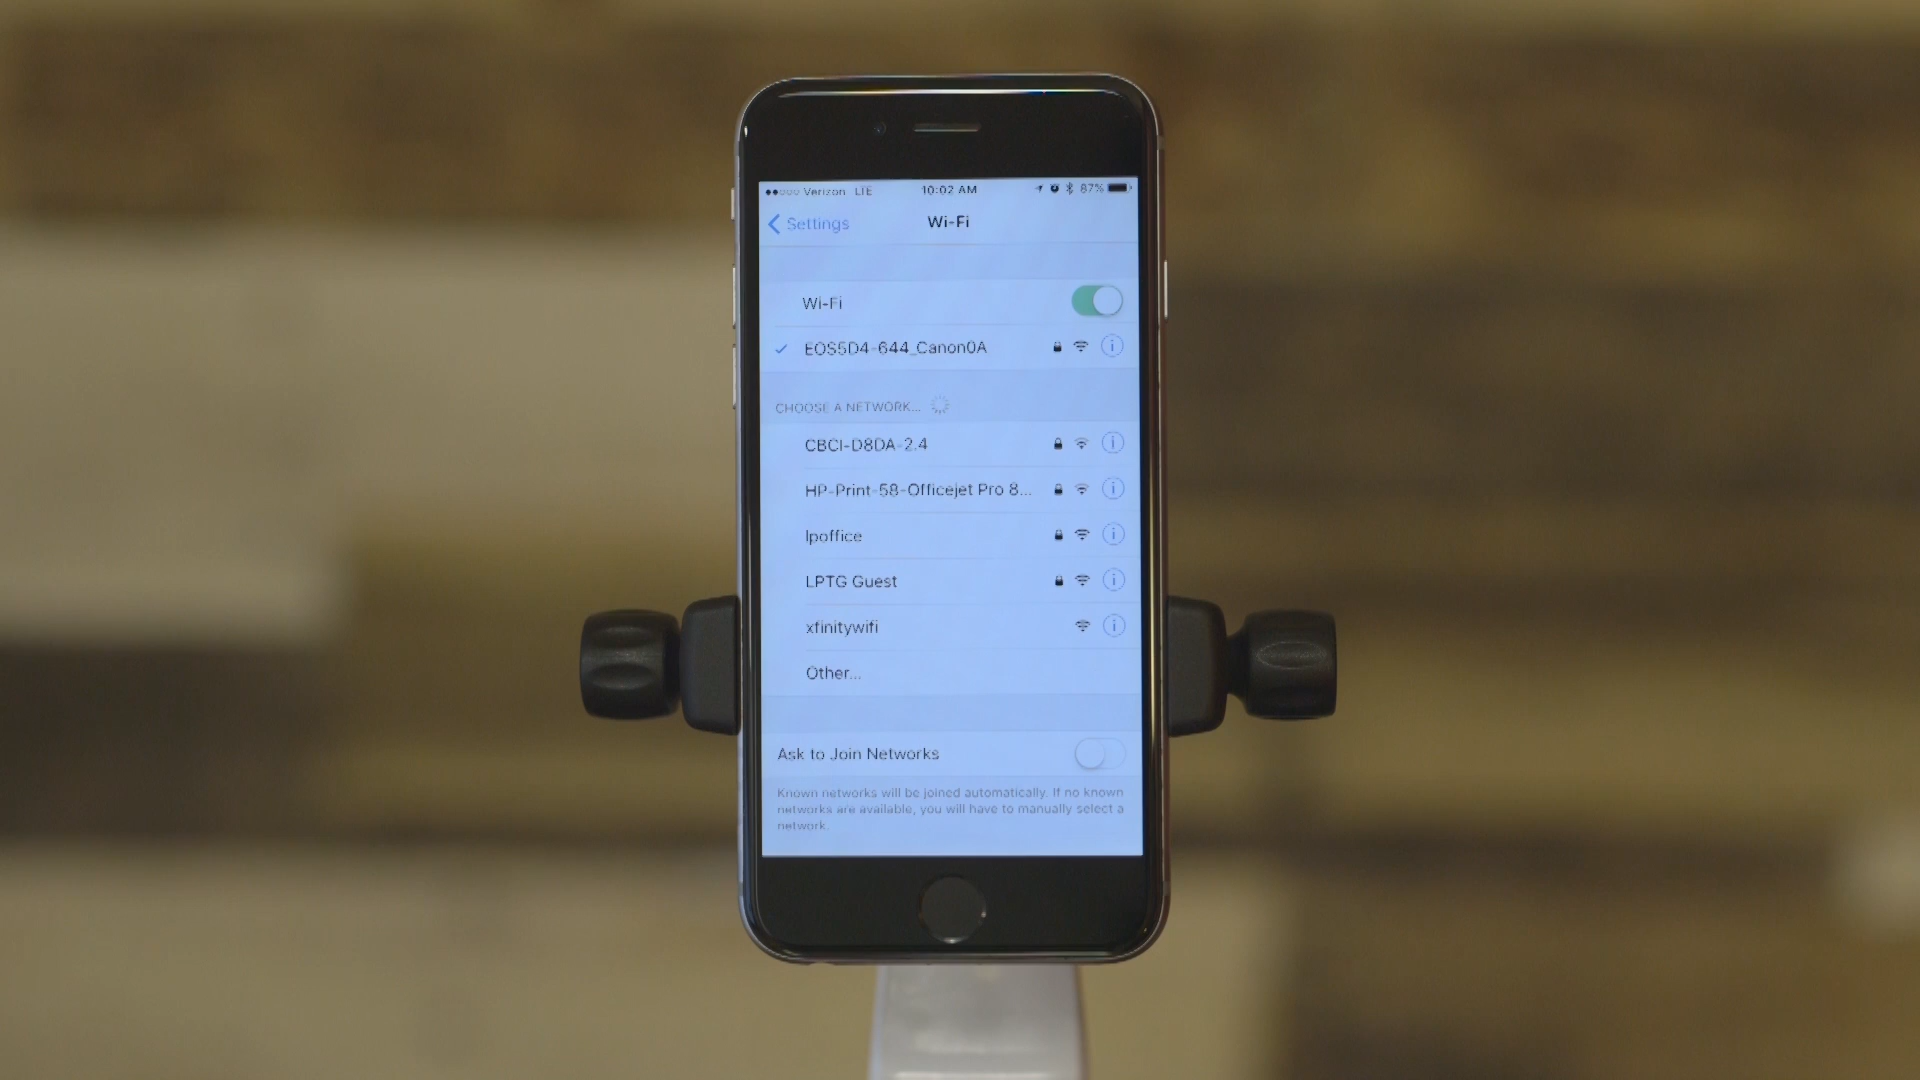 Verizon LTE 10:02 AM 87%
Settings Wi-Fi
Wi-Fi
EOS5D4-644_Canon0A
CHOOSE A NETWORK...
CBCI-D8DA-2.4
HP-Print-58-Officejet Pro 8...
lpoffice
LPTG Guest
xfinitywifi
Other...
Ask to Join Networks
Known networks will be joined automatically. If no known
networks are available, you will have to manually select a
network.